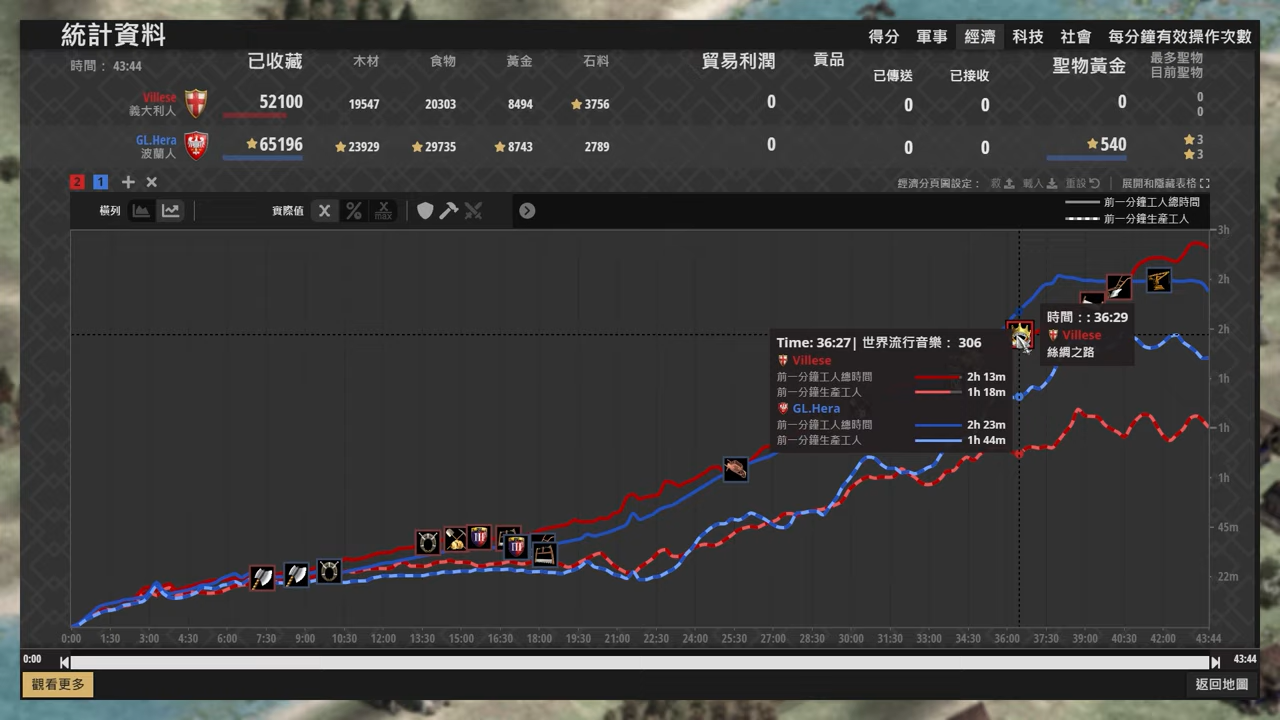 統計資料
得分 軍事 經濟 科技 社會 每分鐘有效操作次數
時間： 43:44
已收藏 木材 食物 黃金 石料 貿易利潤 貢品 已傳送 已接收 聖物黃金 最多聖物 目前聖物
Villese
義大利人
52100 19547 20303 8494 3756 0 0 0 0 0
0
GL.Hera
波蘭人
65196 23929 29735 8743 2789 0 0 0 540 3
3
2 1
經濟分頁圖設定： 載入 重設 展開和隱藏表格
橫列 實際值 X % X/max
前一分鐘工人總時間
前一分鐘生產工人
3h
2h
2h
1h
1h
1h
45m
22m
時間：: 36:29
Villese
絲綢之路
Time: 36:27| 世界流行音樂： 306
Villese
前一分鐘工人總時間 2h 13m
前一分鐘生產工人 1h 18m
GL.Hera
前一分鐘工人總時間 2h 23m
前一分鐘生產工人 1h 44m
0:00 1:30 3:00 4:30 6:00 7:30 9:00 10:30 12:00 13:30 15:00 16:30 18:00 19:30 21:00 22:30 24:00 25:30 27:00 28:30 30:00 31:30 33:00 34:30 36:00 37:30 39:00 40:30 42:00 43:44
0:00 43:44
觀看更多
返回地圖